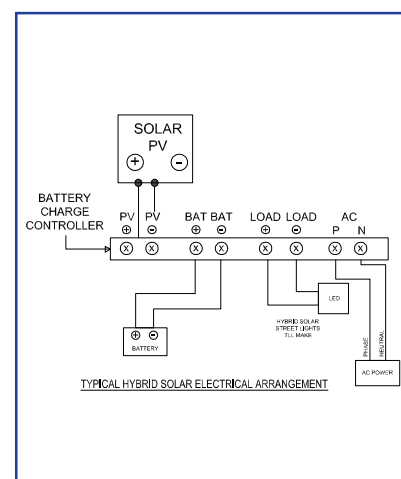 SOLAR
PV
+ -
BATTERY
CHARGE
CONTROLLER
PV PV BAT BAT LOAD LOAD AC
+ - + - + - P N
X X X X X X X X
LED
HYBRID SOLAR
STREET LIGHTS
TLL MAKE
+ -
BATTERY
PHASE
NEUTRAL
AC POWER
TYPICAL HYBRID SOLAR ELECTRICAL ARRANGEMENT